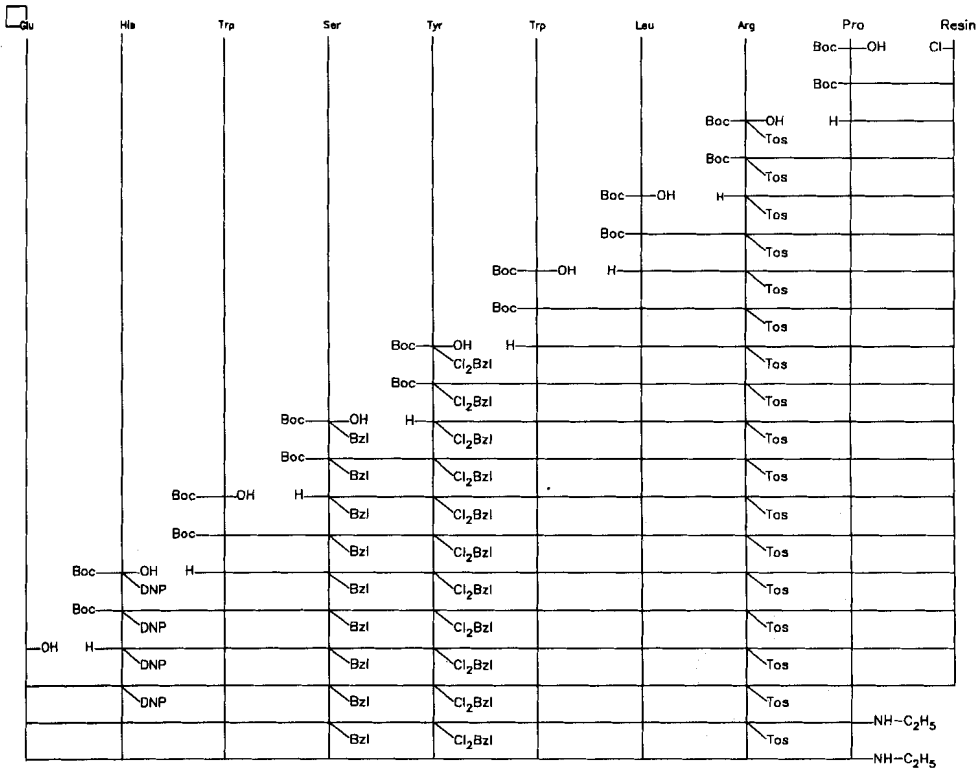 Glu His Trp Ser Tyr Trp Leu Arg Pro Resin
Boc OH Cl
Boc
Boc OH H
Tos
Boc
Tos
Boc OH H
Tos
Boc
Tos
Boc OH H
Tos
Boc
Tos
Boc OH H
Cl₂Bzl Tos
Boc
Cl₂Bzl Tos
Boc OH H
Bzl Cl₂Bzl Tos
Boc
Bzl Cl₂Bzl Tos
Boc OH H
Bzl Cl₂Bzl Tos
Boc
Bzl Cl₂Bzl Tos
Boc OH H
DNP Bzl Cl₂Bzl Tos
Boc
DNP Bzl Cl₂Bzl Tos
OH H
DNP Bzl Cl₂Bzl Tos
DNP Bzl Cl₂Bzl Tos
NH-C₂H₅
Bzl Cl₂Bzl Tos
NH-C₂H₅